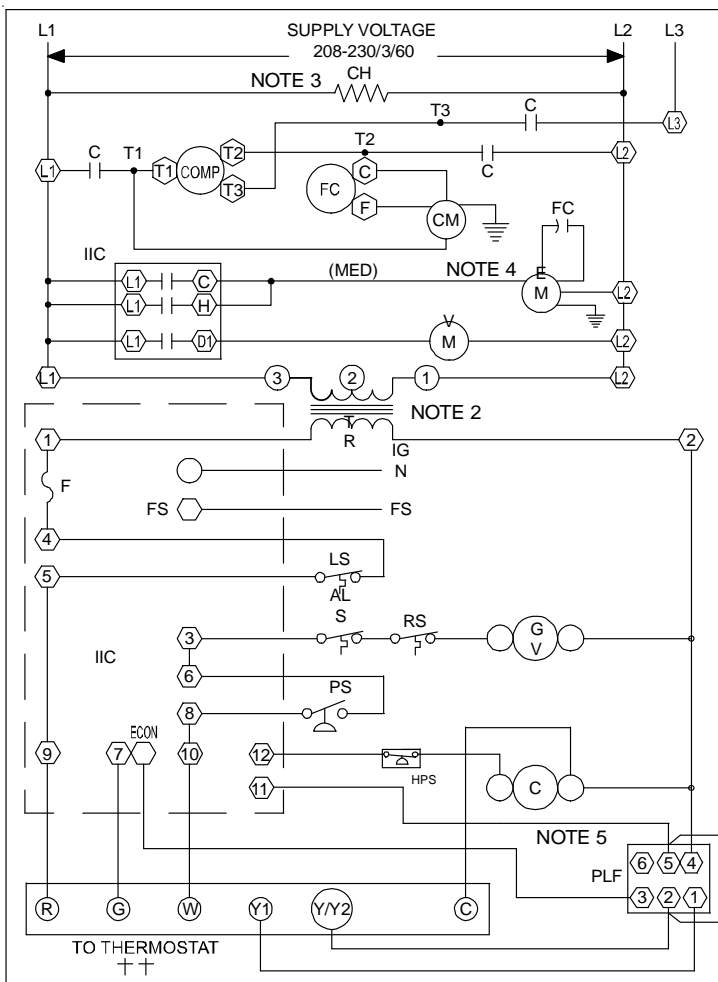 L1 SUPPLY VOLTAGE L2 L3
208-230/3/60
NOTE 3 CH
T3 C
L3
C T1 T1 COMP T2 T2 C L2
L1 T3 FC C
F CM
FC
IIC
L1 C (MED) NOTE 4 E
M L2
L1 H
L1 D1 V
M L2
L1 3 2 1 L2
NOTE 2
1 T
R 2
IG
N
F
FS FS
4
LS
5
AL
S RS
3 G
V
IIC 6
PS
8
ECON
9 7 10 12
HPS
C
11
NOTE 5
6 5 4
PLF
3 2 1
R G W Y1 Y/Y2 C
TO THERMOSTAT
††